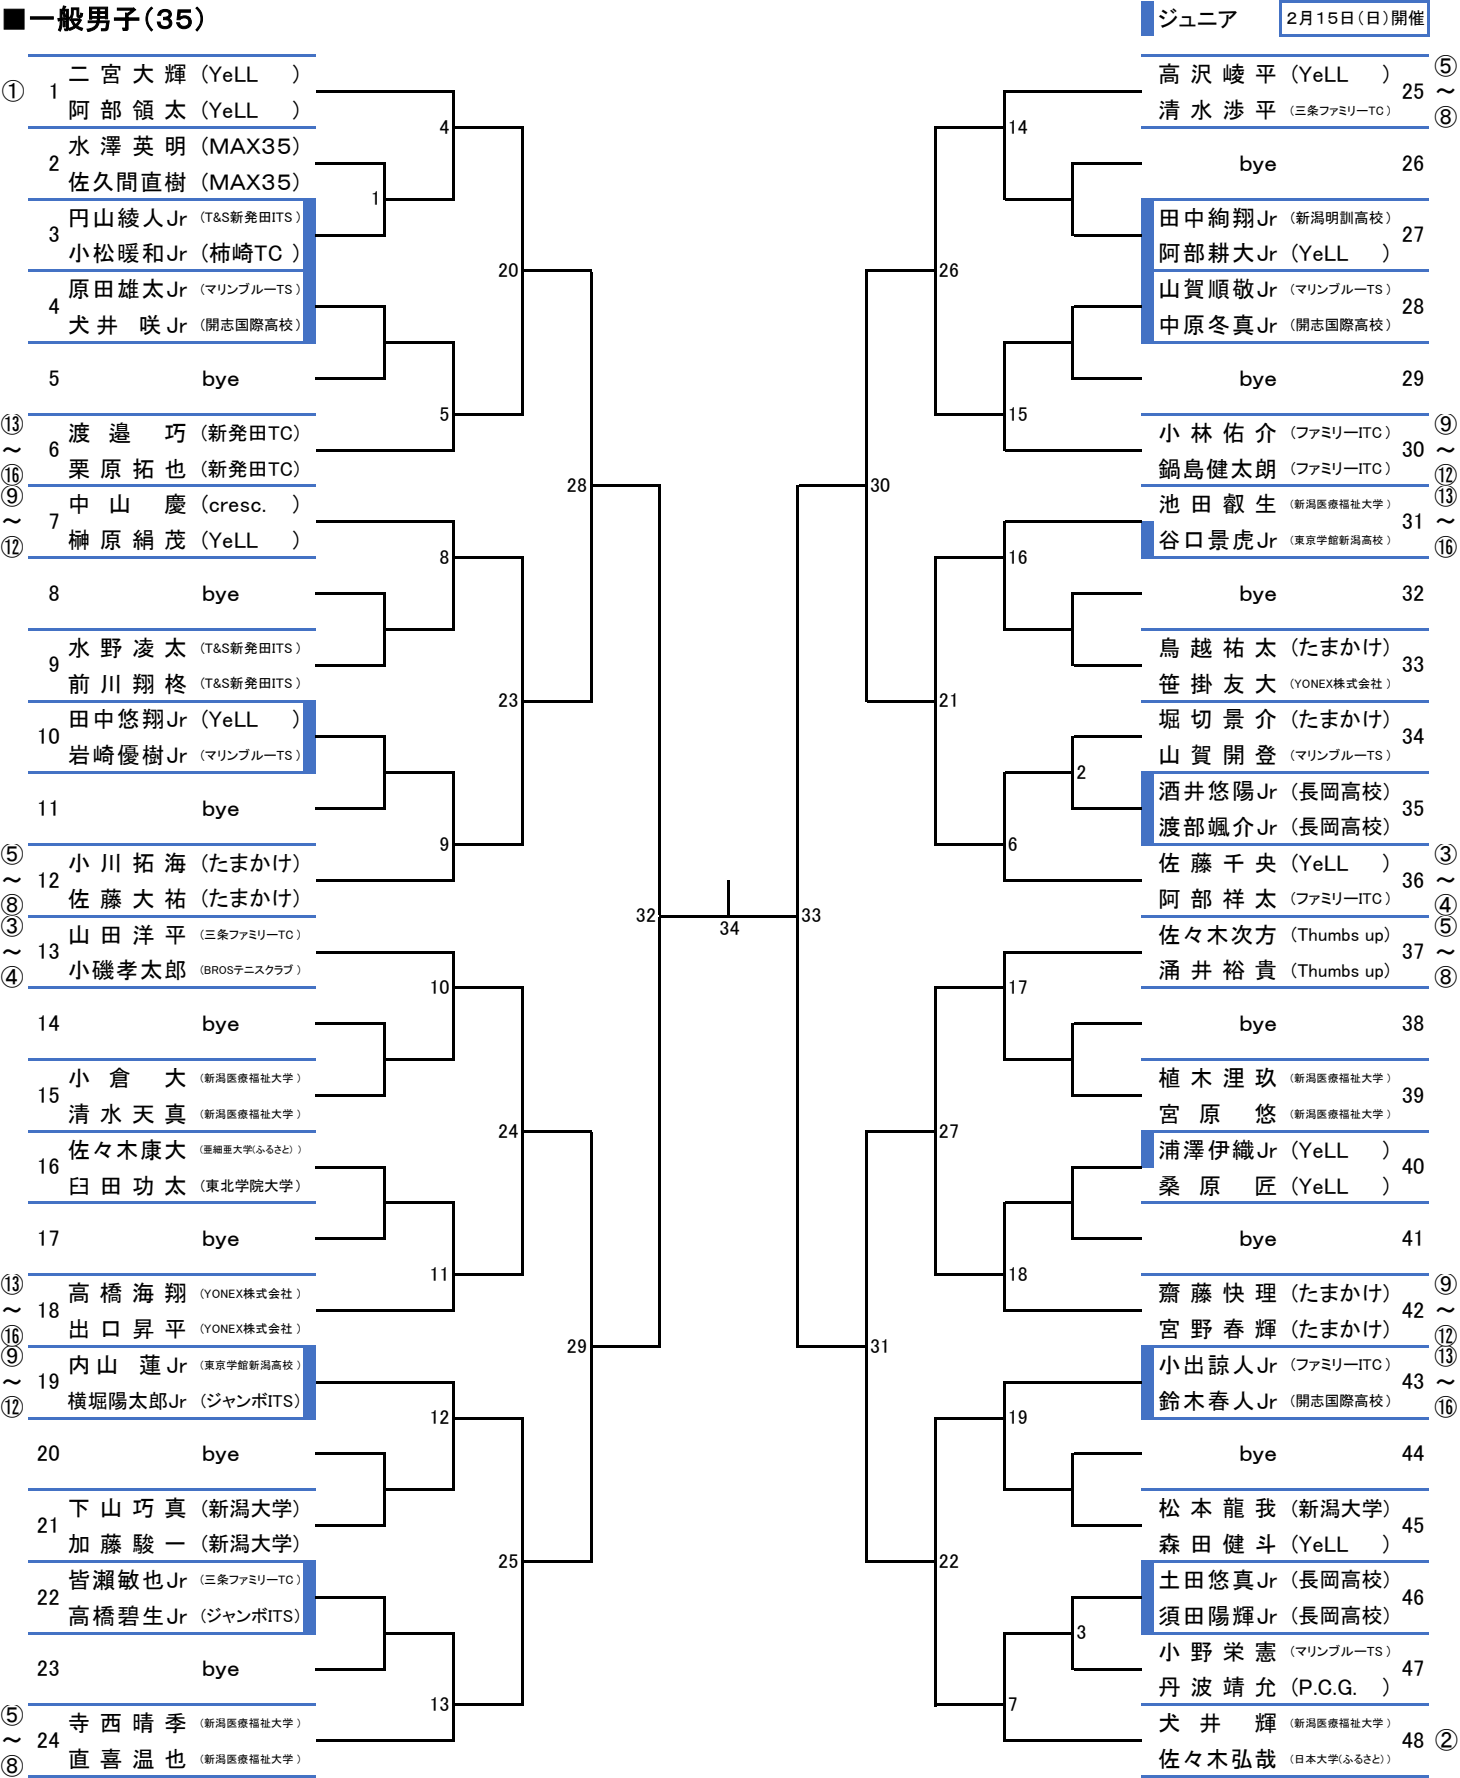 ■一般男子（35）
ジュニア
2月15日（日）開催
① 1 二宮大輝 （YeLL ）
阿部領太 （YeLL ）
2 水澤英明 （MAX35）
佐久間直樹 （MAX35）
3 円山綾人Jr （T&S新発田ITS）
小松暖和Jr （柿崎TC ）
4 原田雄太Jr （マリンブルーTS）
犬井 咲Jr （開志国際高校）
5 bye
⑬～⑯ 6 渡邉 巧 （新発田TC）
栗原拓也 （新発田TC）
⑨～⑫ 7 中山 慶 （cresc. ）
榊原絹茂 （YeLL ）
8 bye
9 水野凌太 （T&S新発田ITS）
前川翔柊 （T&S新発田ITS）
10 田中悠翔Jr （YeLL ）
岩崎優樹Jr （マリンブルーTS）
11 bye
⑤～⑧ 12 小川拓海 （たまかけ）
佐藤大祐 （たまかけ）
③～④ 13 山田洋平 （三条ファミリーTC）
小磯孝太郎 （BROSテニスクラブ）
14 bye
15 小倉 大 （新潟医療福祉大学）
清水天真 （新潟医療福祉大学）
16 佐々木康大 （亜細亜大学(ふるさと)）
臼田功太 （東北学院大学）
17 bye
⑬～⑯ 18 高橋海翔 （YONEX株式会社）
出口昇平 （YONEX株式会社）
⑨～⑫ 19 内山 蓮Jr （東京学館新潟高校）
横堀陽太郎Jr （ジャンボITS）
20 bye
21 下山巧真 （新潟大学）
加藤駿一 （新潟大学）
22 皆瀬敏也Jr （三条ファミリーTC）
高橋碧生Jr （ジャンボITS）
23 bye
⑤～⑧ 24 寺西晴季 （新潟医療福祉大学）
直喜温也 （新潟医療福祉大学）
4
1
20
5
28
8
23
9
32
10
24
11
29
12
25
13
34
33
14
26
15
30
16
21
2
6
17
27
18
31
19
22
3
7
高沢崚平 （YeLL ） 25 ⑤～⑧
清水渉平 （三条ファミリーTC）
bye 26
田中絢翔Jr （新潟明訓高校） 27
阿部耕大Jr （YeLL ）
山賀順敬Jr （マリンブルーTS） 28
中原冬真Jr （開志国際高校）
bye 29
小林佑介 （ファミリーITC） 30 ⑨～⑫
鍋島健太朗 （ファミリーITC）
池田叡生 （新潟医療福祉大学） 31 ⑬～⑯
谷口景虎Jr （東京学館新潟高校）
bye 32
鳥越祐太 （たまかけ） 33
笹掛友大 （YONEX株式会社）
堀切景介 （たまかけ） 34
山賀開登 （マリンブルーTS）
酒井悠陽Jr （長岡高校） 35
渡部颯介Jr （長岡高校）
佐藤千央 （YeLL ） 36 ③～④
阿部祥太 （ファミリーITC）
佐々木次方 （Thumbs up） 37 ⑤～⑧
涌井裕貴 （Thumbs up）
bye 38
植木浬玖 （新潟医療福祉大学） 39
宮原 悠 （新潟医療福祉大学）
浦澤伊織Jr （YeLL ） 40
桑原 匠 （YeLL ）
bye 41
齋藤快理 （たまかけ） 42 ⑨～⑫
宮野春輝 （たまかけ）
小出諒人Jr （ファミリーITC） 43 ⑬～⑯
鈴木春人Jr （開志国際高校）
bye 44
松本龍我 （新潟大学） 45
森田健斗 （YeLL ）
土田悠真Jr （長岡高校） 46
須田陽輝Jr （長岡高校）
小野栄憲 （マリンブルーTS） 47
丹波靖允 （P.C.G. ）
犬井 輝 （新潟医療福祉大学） 48 ②
佐々木弘哉 （日本大学(ふるさと)）